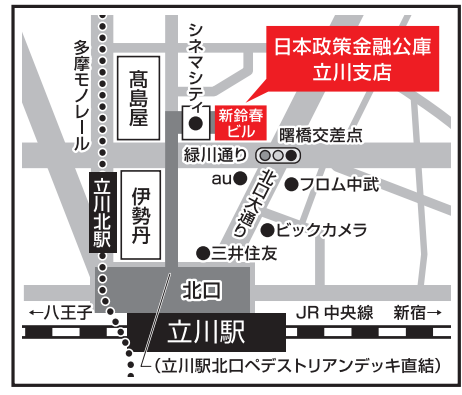 日本政策金融公庫
立川支店
シネマシティ
多摩モノレール
髙島屋
新鈴春
ビル
曙橋交差点
緑川通り
au
フロム中武
北口大通り
伊勢丹
立川北駅
ビックカメラ
三井住友
北口
←八王子
JR 中央線
新宿→
立川駅
(立川駅北口ペデストリアンデッキ直結)